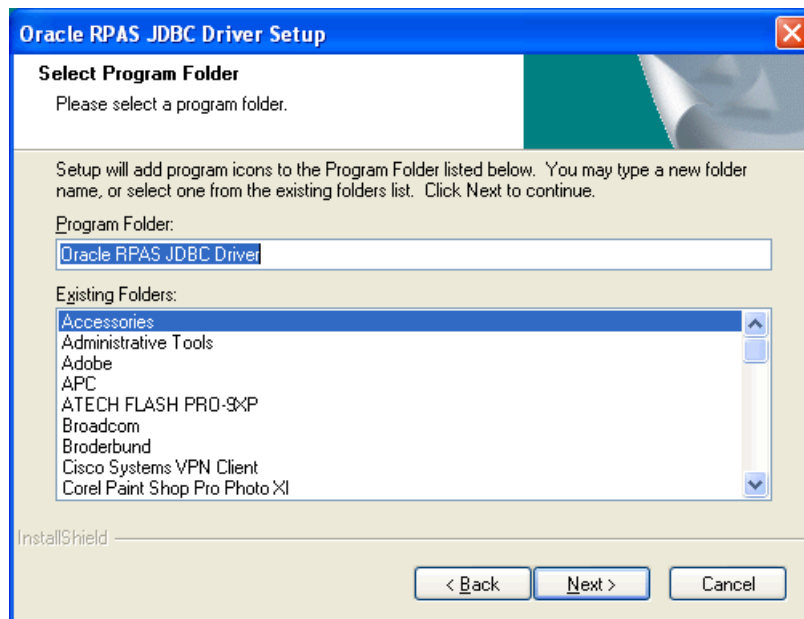 Oracle RPAS JDBC Driver Setup
Select Program Folder
Please select a program folder.
Setup will add program icons to the Program Folder listed below. You may type a new folder
name, or select one from the existing folders list. Click Next to continue.
Program Folder:
Oracle RPAS JDBC Driver
Existing Folders:
Accessories
Administrative Tools
Adobe
APC
ATECH FLASH PRO-9XP
Broadcom
Broderbund
Cisco Systems VPN Client
Corel Paint Shop Pro Photo XI
InstallShield
< Back
Next >
Cancel